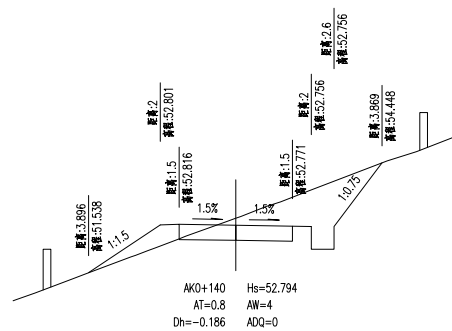 距离:2.6
高程:52.756
距离:2
高程:52.801
距离:2
高程:52.756
距离:3.869
高程:54.448
距离:1.5
高程:52.816
距离:1.5
高程:52.771
距离:3.896
高程:51.538
1:1.5
1.5%
1.5%
1:0.75
AK0+140 Hs=52.794
AT=0.8 AW=4
Dh=-0.186 ADQ=0